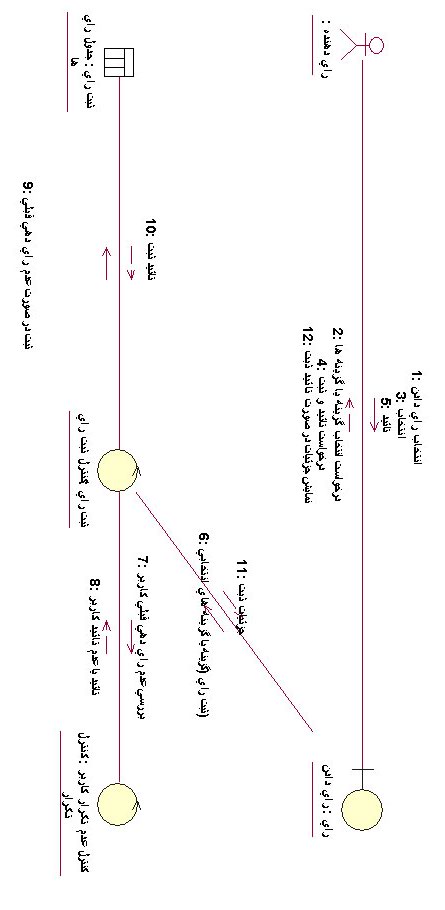 رای دهنده :
1: انتخاب رای دادن
3: انتخاب
5: تائید
2: درخواست انتخاب گزینه یا گزینه ها
4: درخواست تائید و ثبت
12: نمایش جزئیات در صورت تائید ثبت
رای : رای دادن
11: جزئیات ثبت
6: ثبت رای (گزینه یا گزینه های انتخابی)
ثبت رای : جدول رای
ها
10: تائید ثبت
9: ثبت در صورت عدم رای دهی قبلی
ثبت رای : کنترل ثبت رای
7: بررسی عدم رای دهی قبلی کاربر
8: تائید یا عدم تائید کاربر
کنترل عدم تکرار کاربر : کنترل
تکرار